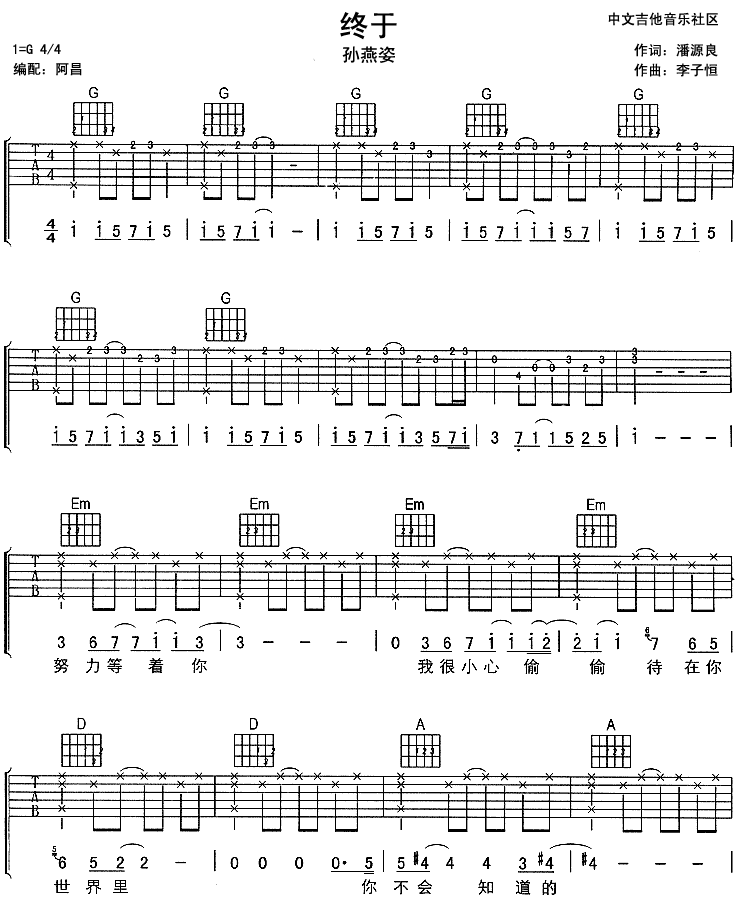 终于
中文吉他音乐社区
孙燕姿
1=G 4/4
编配：阿昌
作词：潘源良
作曲：李子恒
G G G G G
T A B 4 4
4/4 i i 5 7 i 5 | i 5 7 i i - | i i 5 7 i 5 | i 5 7 i i i 5 7 | i i 5 7 i 5
G G
T A B
i 5 7 i i 3 5 i | i i 5 7 i 5 | i 5 7 i i 3 5 7 i | 3 7 i i 5 2 5 | i - - -
Em Em Em Em
T A B
3 6 7 7 i i 3 | 3 - - - | 0 3 6 7 i i i 2 | 2 i i 7 6 5
努力等着你 我很小心偷 偷 待在你
D D A A
T A B
6 5 2 2 - | 0 0 0 0· 5 | 5 #4 4 4 3 #4 | #4 - - -
世界里 你不会 知道的